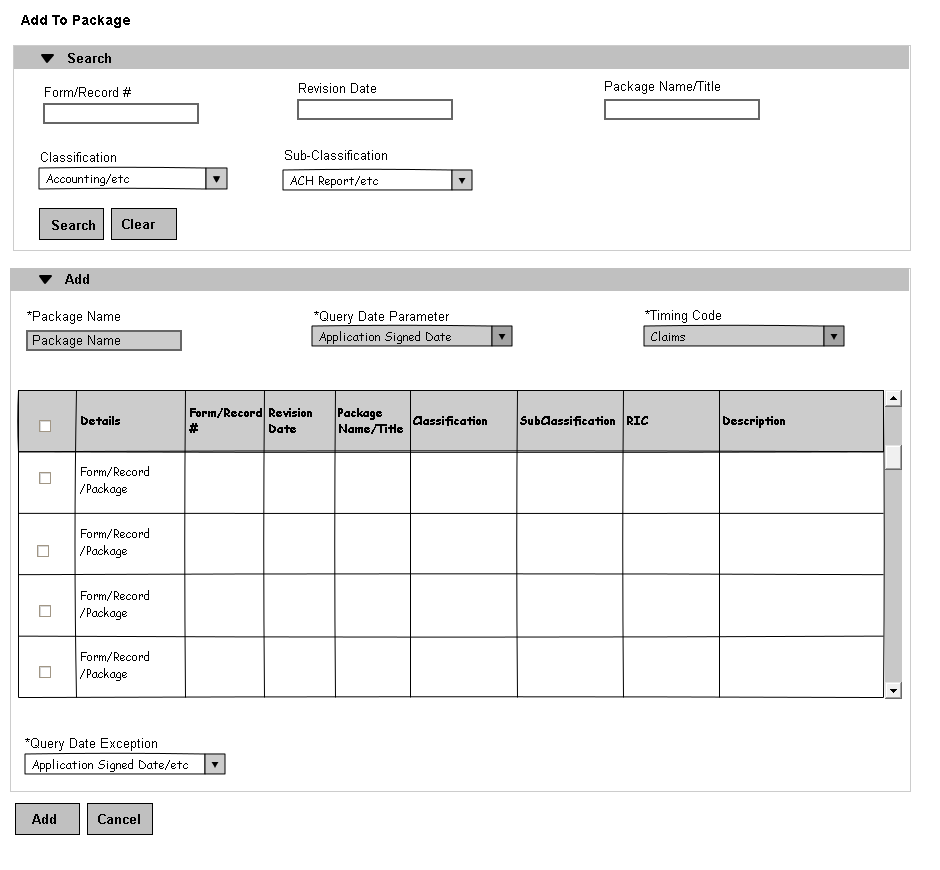 Add To Package
Search
Form/Record #
Revision Date
Package Name/Title
Classification
Sub-Classification
Accounting/etc
ACH Report/etc
Search
Clear
Add
*Package Name
*Query Date Parameter
*Timing Code
Package Name
Application Signed Date
Claims
Details
Form/Record
#
Revision
Date
Package
Name/Title
Classification
SubClassification
RIC
Description
Form/Record
/Package
Form/Record
/Package
Form/Record
/Package
Form/Record
/Package
*Query Date Exception
Application Signed Date/etc
Add
Cancel